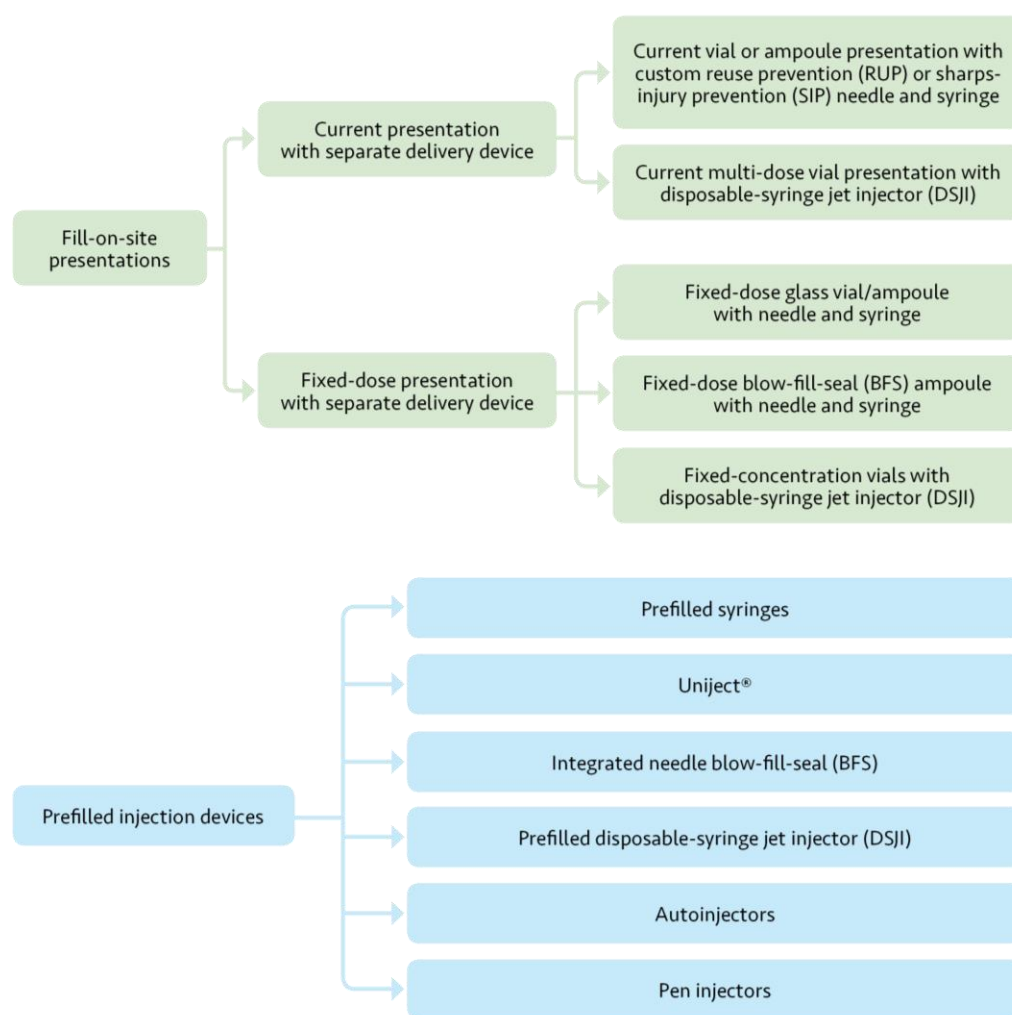 Fill-on-site
presentations
Current presentation
with separate delivery device
Current vial or ampoule presentation with
custom reuse prevention (RUP) or sharps-
injury prevention (SIP) needle and syringe
Current multi-dose vial presentation with
disposable-syringe jet injector (DSJI)
Fixed-dose presentation
with separate delivery device
Fixed-dose glass vial/ampoule
with needle and syringe
Fixed-dose blow-fill-seal (BFS) ampoule
with needle and syringe
Fixed-concentration vials with
disposable-syringe jet injector (DSJI)
Prefilled injection devices
Prefilled syringes
Uniject®
Integrated needle blow-fill-seal (BFS)
Prefilled disposable-syringe jet injector (DSJI)
Autoinjectors
Pen injectors